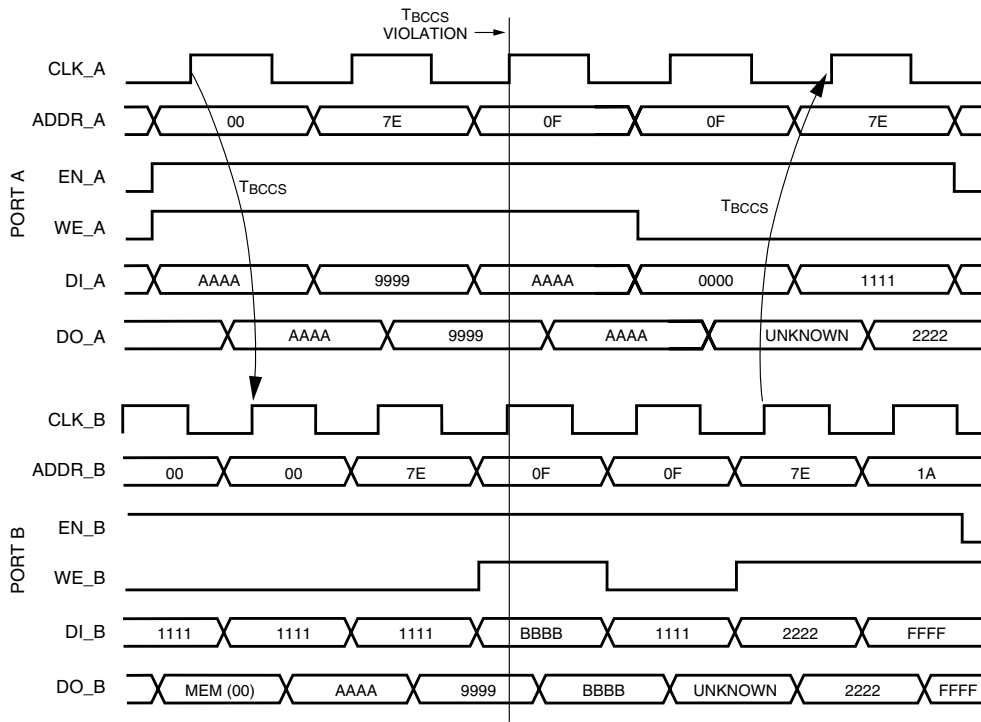 TBCCS
VIOLATION
CLK_A
ADDR_A 00 7E 0F 0F 7E
PORT A
EN_A
TBCCS
TBCCS
WE_A
DI_A AAAA 9999 AAAA 0000 1111
DO_A AAAA 9999 AAAA UNKNOWN 2222
CLK_B
ADDR_B 00 00 7E 0F 0F 7E 1A
PORT B
EN_B
WE_B
DI_B 1111 1111 1111 BBBB 1111 2222 FFFF
DO_B MEM (00) AAAA 9999 BBBB UNKNOWN 2222 FFFF